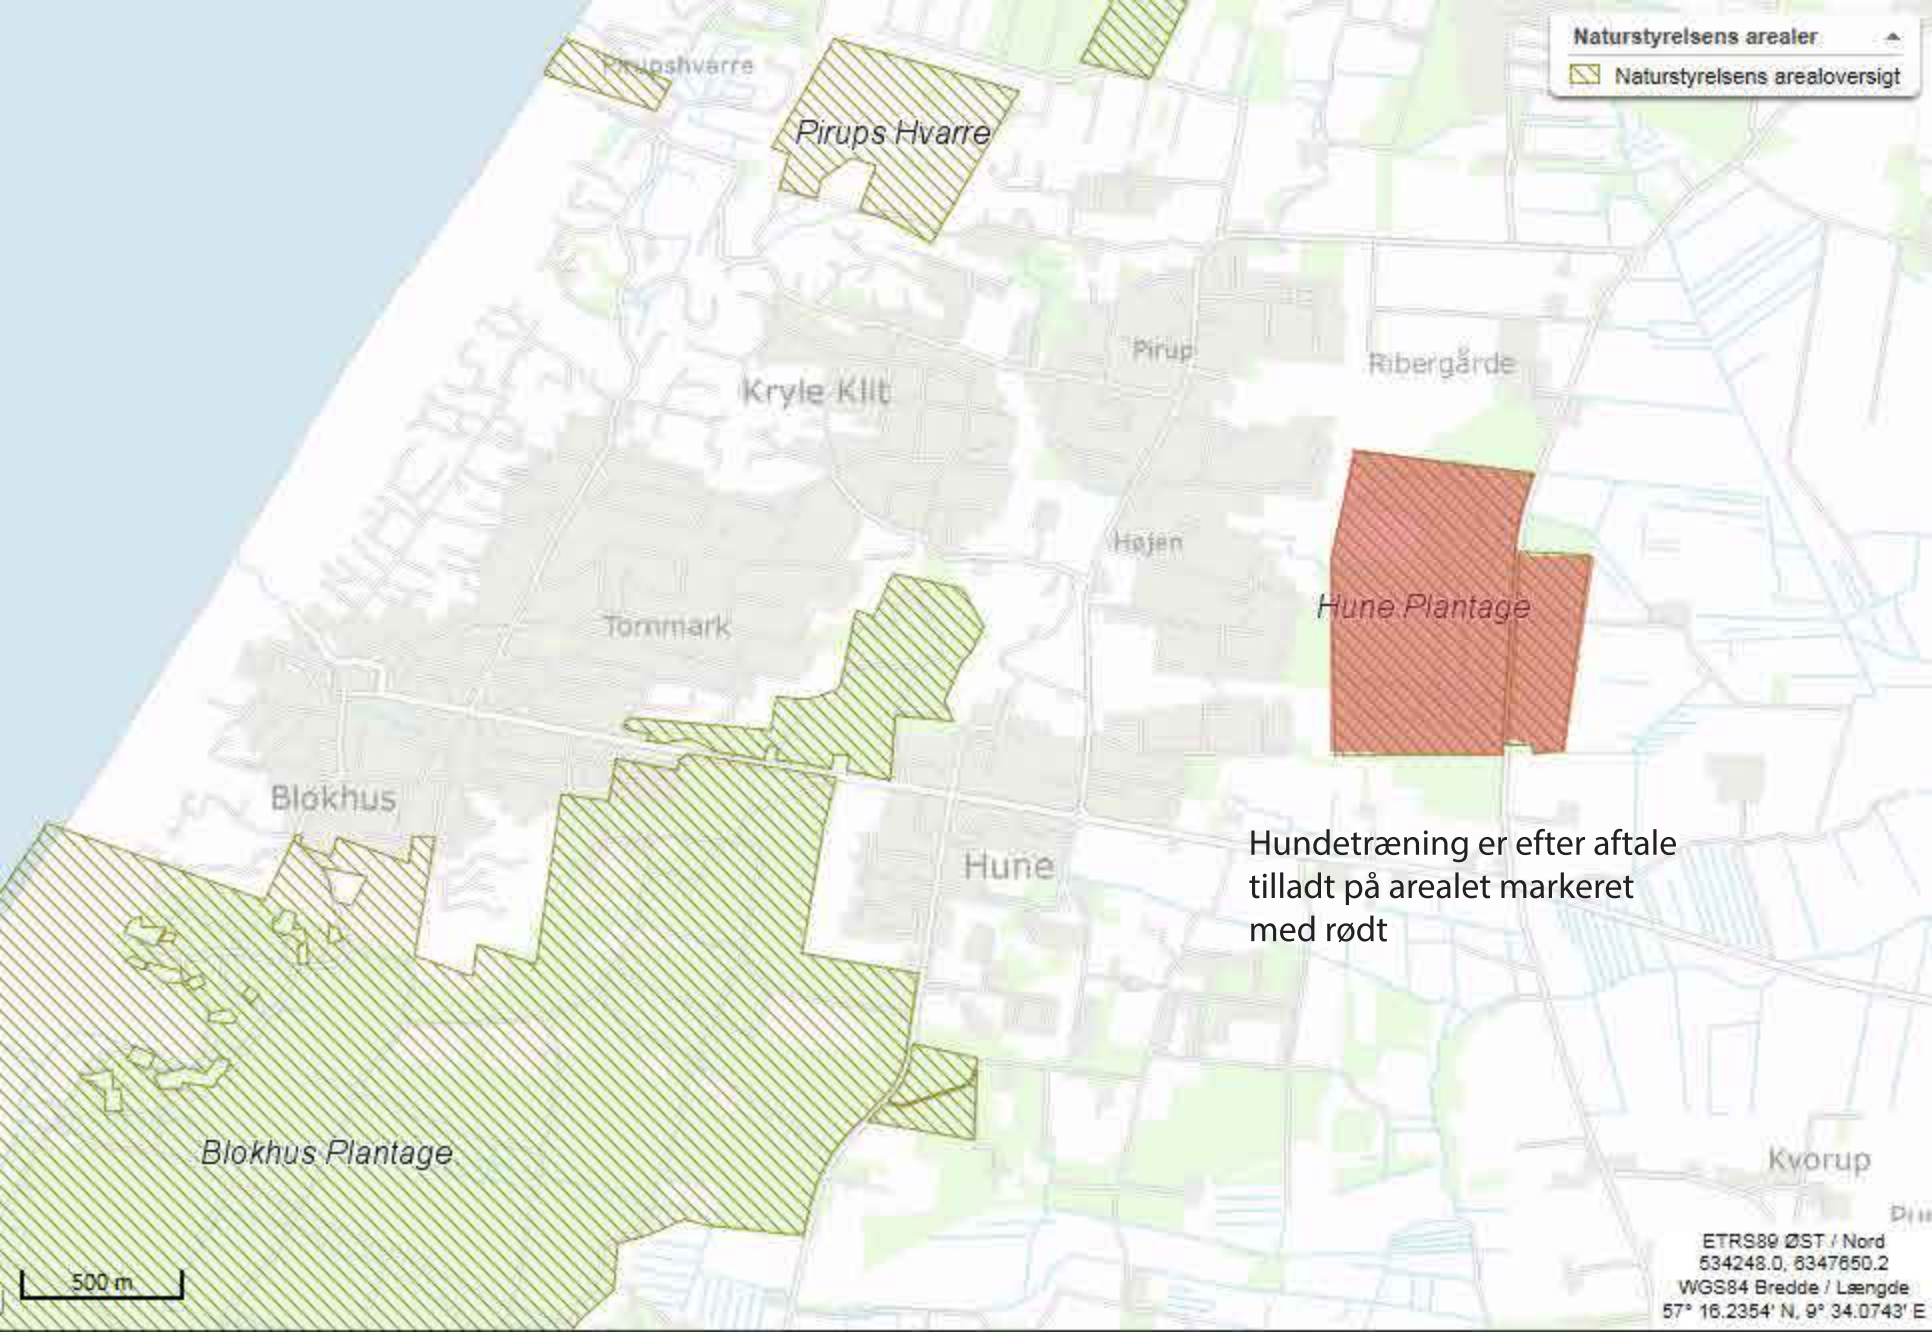 Naturstyrelsens arealer
Naturstyrelsens arealoversigt
Pirupshvarre
Pirups Hvarre
Pirup
Ribergårde
Kryle Klit
Højen
Hune Plantage
Tornmark
Blokhus
Hune
Hundetræning er efter aftale
tilladt på arealet markeret
med rødt
Blokhus Plantage
Kvorup
500 m
ETRS89 ØST / Nord
534248.0, 6347650.2
WGS84 Bredde / Længde
57° 16.2354' N, 9° 34.0743' E